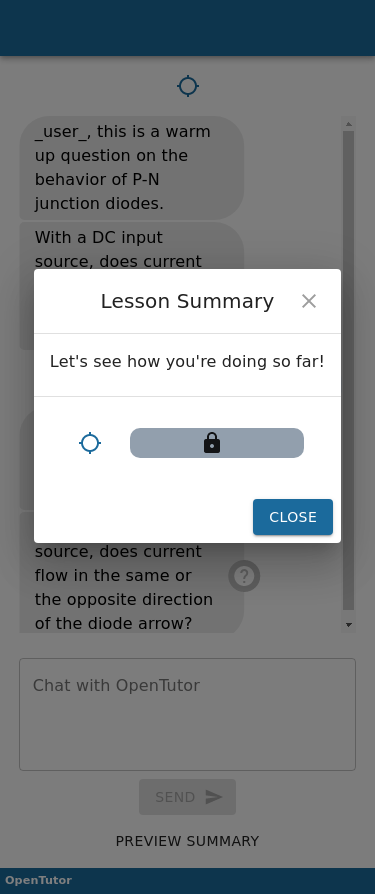 _user_, this is a warm
up question on the
behavior of P-N
junction diodes.
With a DC input
source, does current
Lesson Summary
Let's see how you're doing so far!
CLOSE
source, does current
flow in the same or
the opposite direction
of the diode arrow?
Chat with OpenTutor
SEND
PREVIEW SUMMARY
OpenTutor